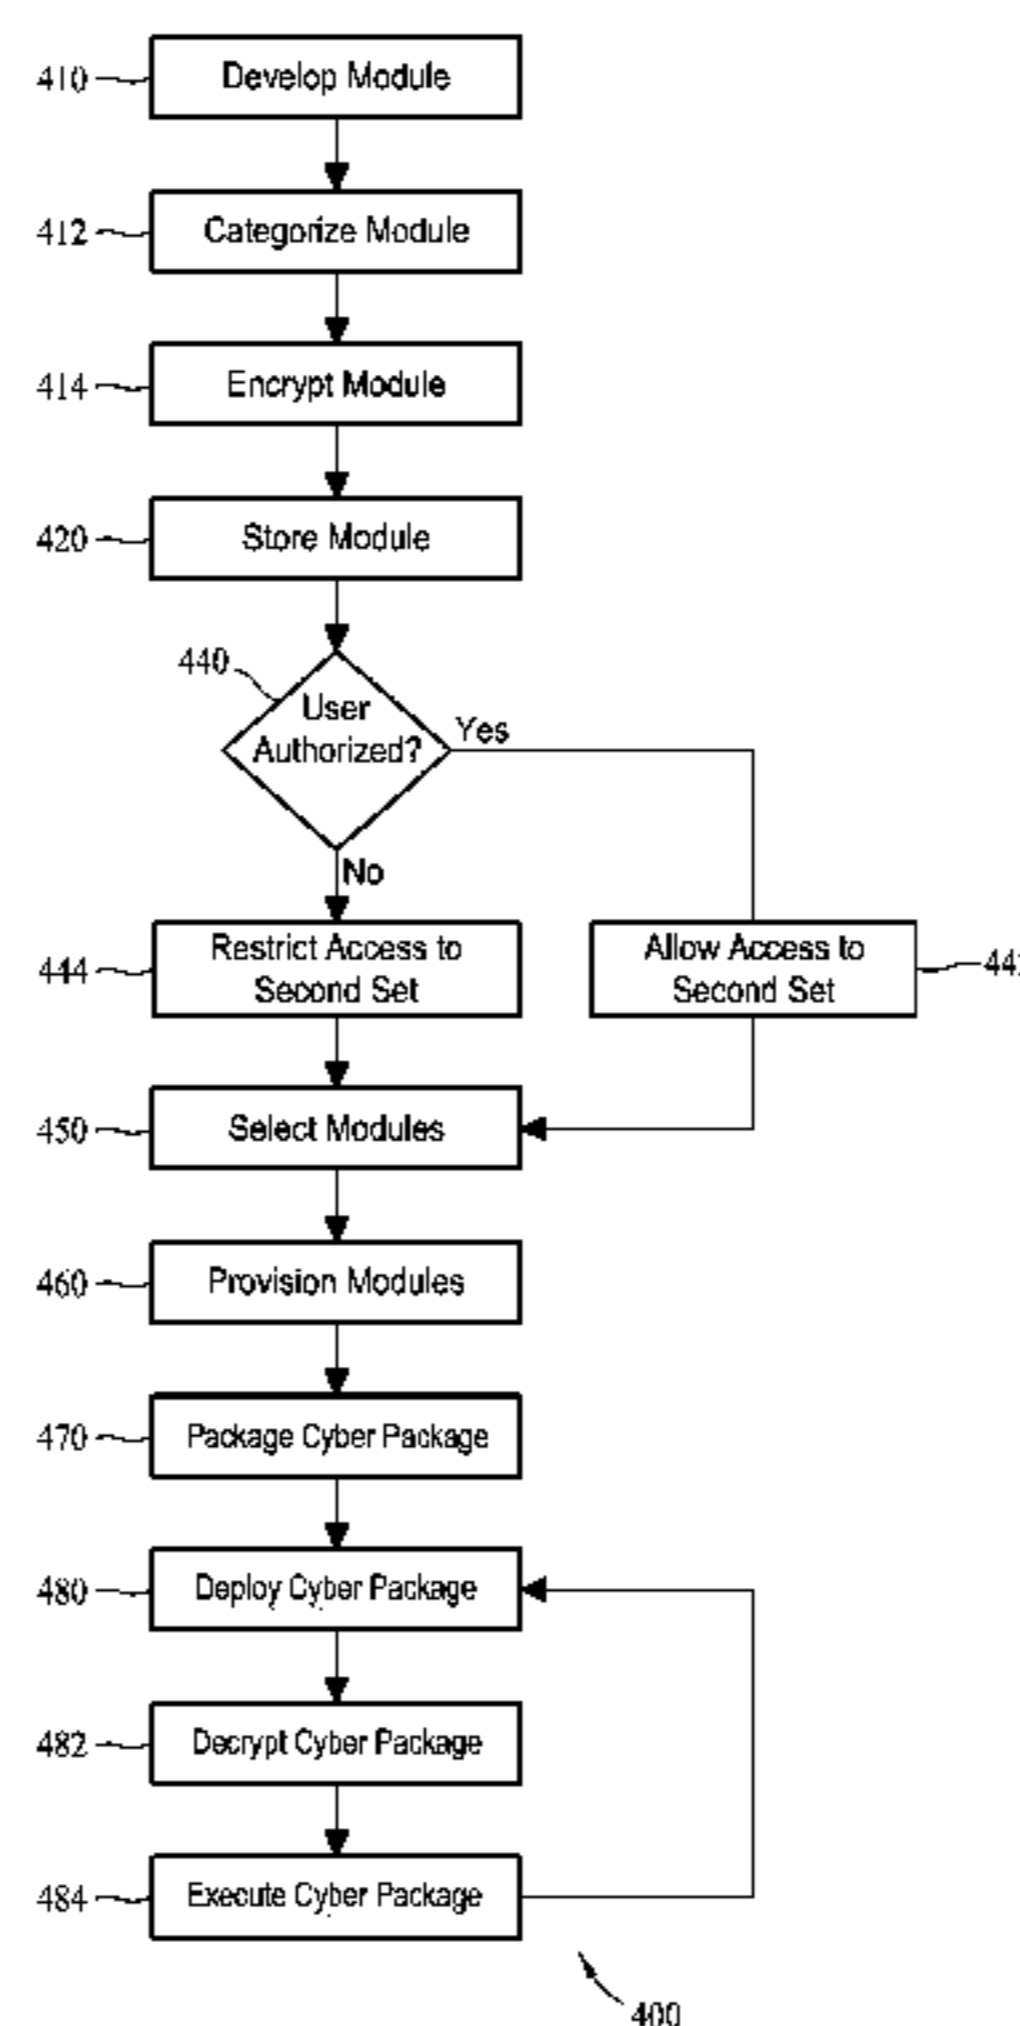 410
Develop Module
412
Categorize Module
414
Encrypt Module
420
Store Module
440
User
Authorized?
Yes
No
444
Restrict Access to
Second Set
Allow Access to
Second Set
450
Select Modules
460
Provision Modules
470
Package Cyber Package
480
Deploy Cyber Package
482
Decrypt Cyber Package
484
Execute Cyber Package
400